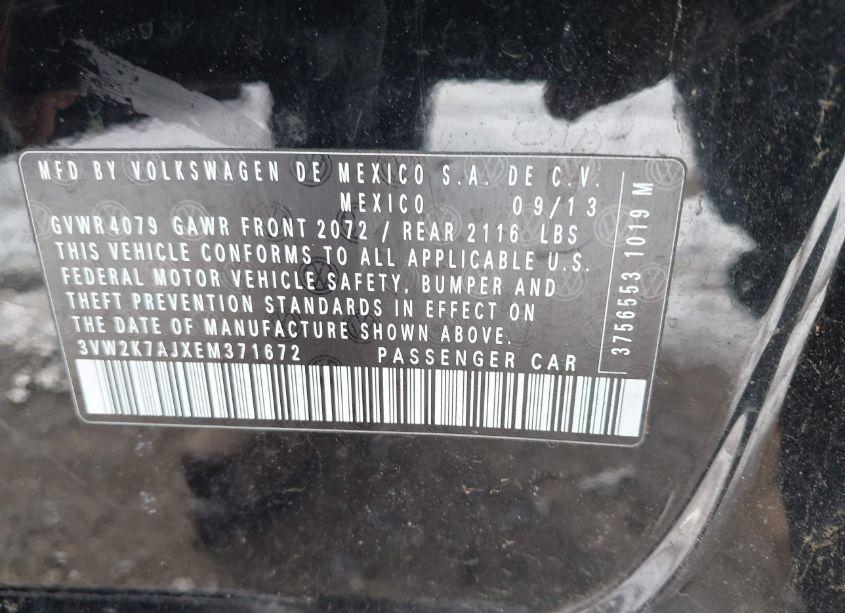 MFD BY VOLKSWAGEN DE MEXICO S.A. DE C.V.
MEXICO 09/13
GVWR4079 GAWR FRONT 2072 / REAR 2116 LBS
THIS VEHICLE CONFORMS TO ALL APPLICABLE U.S.
FEDERAL MOTOR VEHICLE SAFETY, BUMPER AND
THEFT PREVENTION STANDARDS IN EFFECT ON
THE DATE OF MANUFACTURE SHOWN ABOVE.
3VW2K7AJXEM371672 PASSENGER CAR
3756553 1019 M